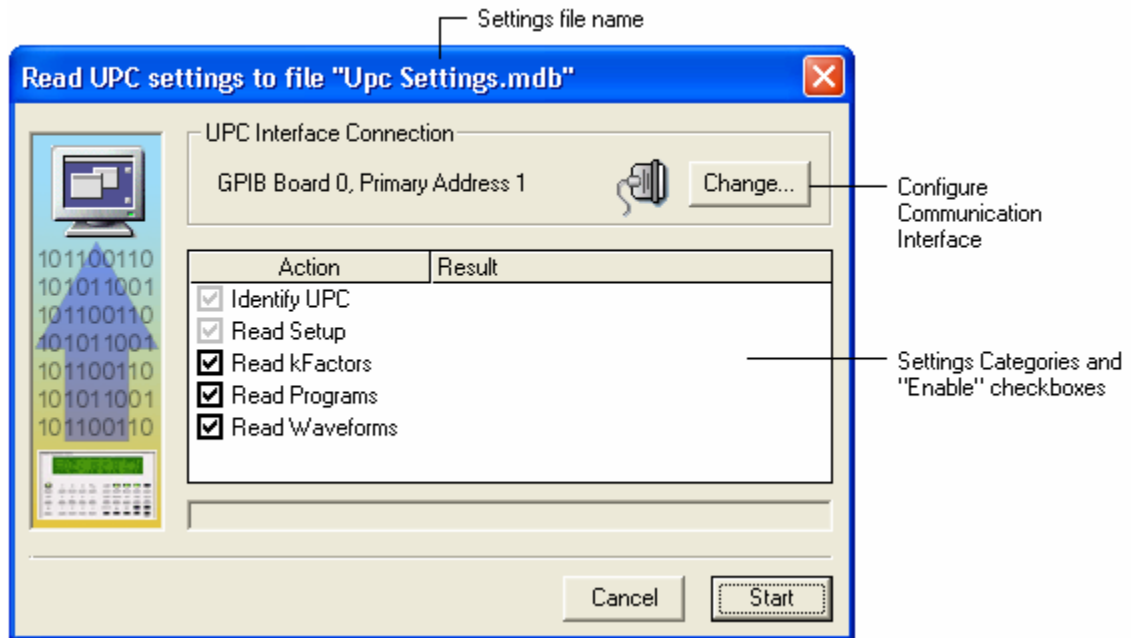 Settings file name
Read UPC settings to file "Upc Settings.mdb"
UPC Interface Connection
GPIB Board 0, Primary Address 1
Change...
Configure
Communication
Interface
101100110
101011001
101100110
101011001
101100110
101011001
101100110
Action Result
Identify UPC
Read Setup
Read kFactors
Read Programs
Read Waveforms
Settings Categories and
"Enable" checkboxes
Cancel Start